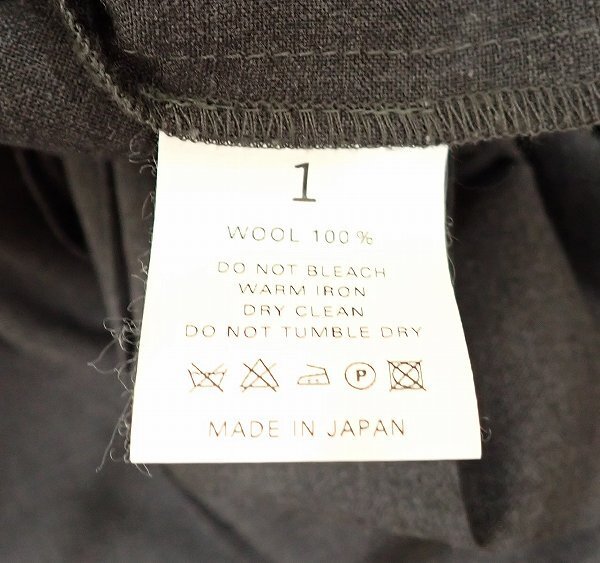 1
WOOL 100%
DO NOT BLEACH
WARM IRON
DRY CLEAN
DO NOT TUMBLE DRY
P
MADE IN JAPAN